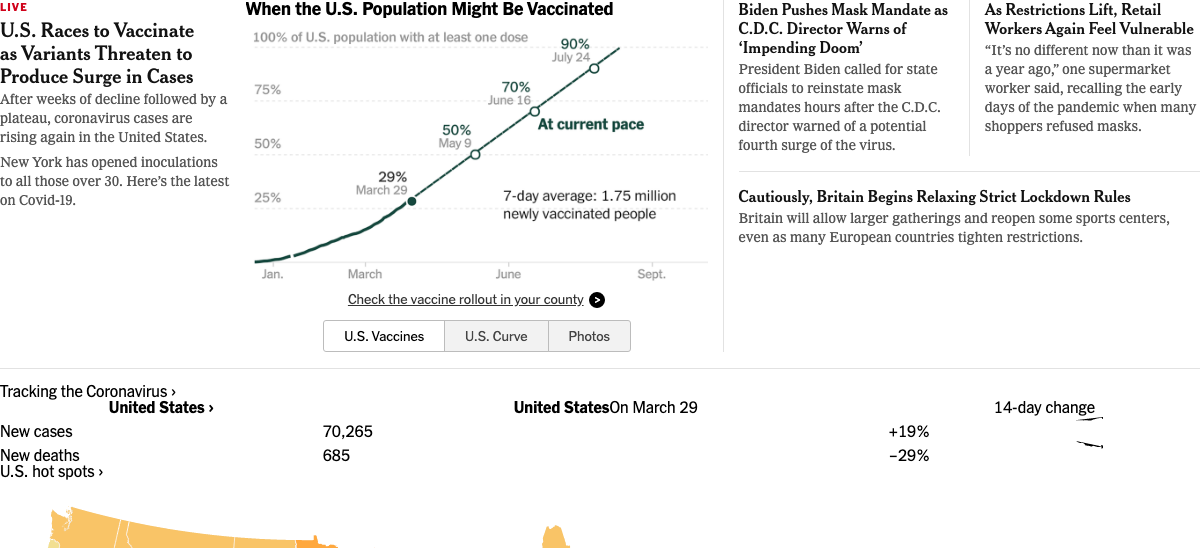 LIVE
U.S. Races to Vaccinate
as Variants Threaten to
Produce Surge in Cases
After weeks of decline followed by a
plateau, coronavirus cases are
rising again in the United States.
New York has opened inoculations
to all those over 30. Here’s the latest
on Covid-19.
When the U.S. Population Might Be Vaccinated
100% of U.S. population with at least one dose
90%
July 24
75%
70%
June 16
At current pace
50%
50%
May 9
29%
March 29
25%
7-day average: 1.75 million
newly vaccinated people
Jan.
March
June
Sept.
Check the vaccine rollout in your county
U.S. Vaccines
U.S. Curve
Photos
Biden Pushes Mask Mandate as
C.D.C. Director Warns of
‘Impending Doom’
President Biden called for state
officials to reinstate mask
mandates hours after the C.D.C.
director warned of a potential
fourth surge of the virus.
As Restrictions Lift, Retail
Workers Again Feel Vulnerable
“It’s no different now than it was
a year ago,” one supermarket
worker said, recalling the early
days of the pandemic when many
shoppers refused masks.
Cautiously, Britain Begins Relaxing Strict Lockdown Rules
Britain will allow larger gatherings and reopen some sports centers,
even as many European countries tighten restrictions.
Tracking the Coronavirus ›
United States › United StatesOn March 29 14-day change
New cases 70,265 +19%
New deaths 685 –29%
U.S. hot spots ›